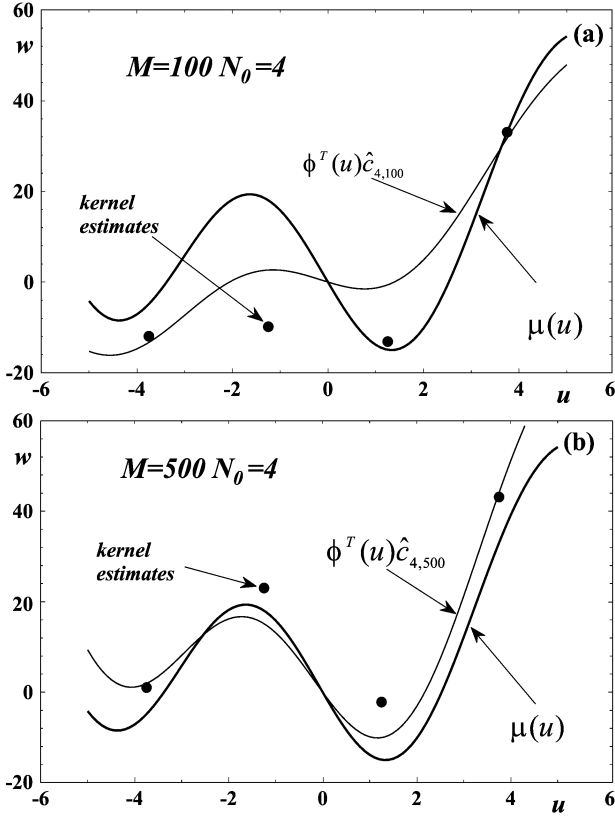 60
w
(a)
M=100 N₀=4
40
ϕᵀ(u)ĉ₄,₁₀₀
20
kernel
estimates
0
μ(u)
-20
-6 -4 -2 0 2 4 6
u
60
w
(b)
M=500 N₀=4
40
kernel
estimates
ϕᵀ(u)ĉ₄,₅₀₀
20
0
μ(u)
-20
-6 -4 -2 0 2 4 6
u